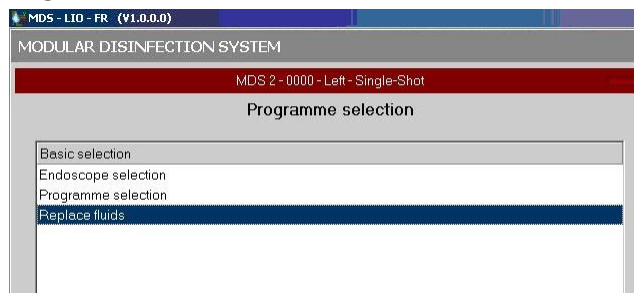 MDS - LIO - FR (V1.0.0.0)
MODULAR DISINFECTION SYSTEM
MDS 2 - 0000 - Left - Single-Shot
Programme selection
Basic selection
Endoscope selection
Programme selection
Replace fluids